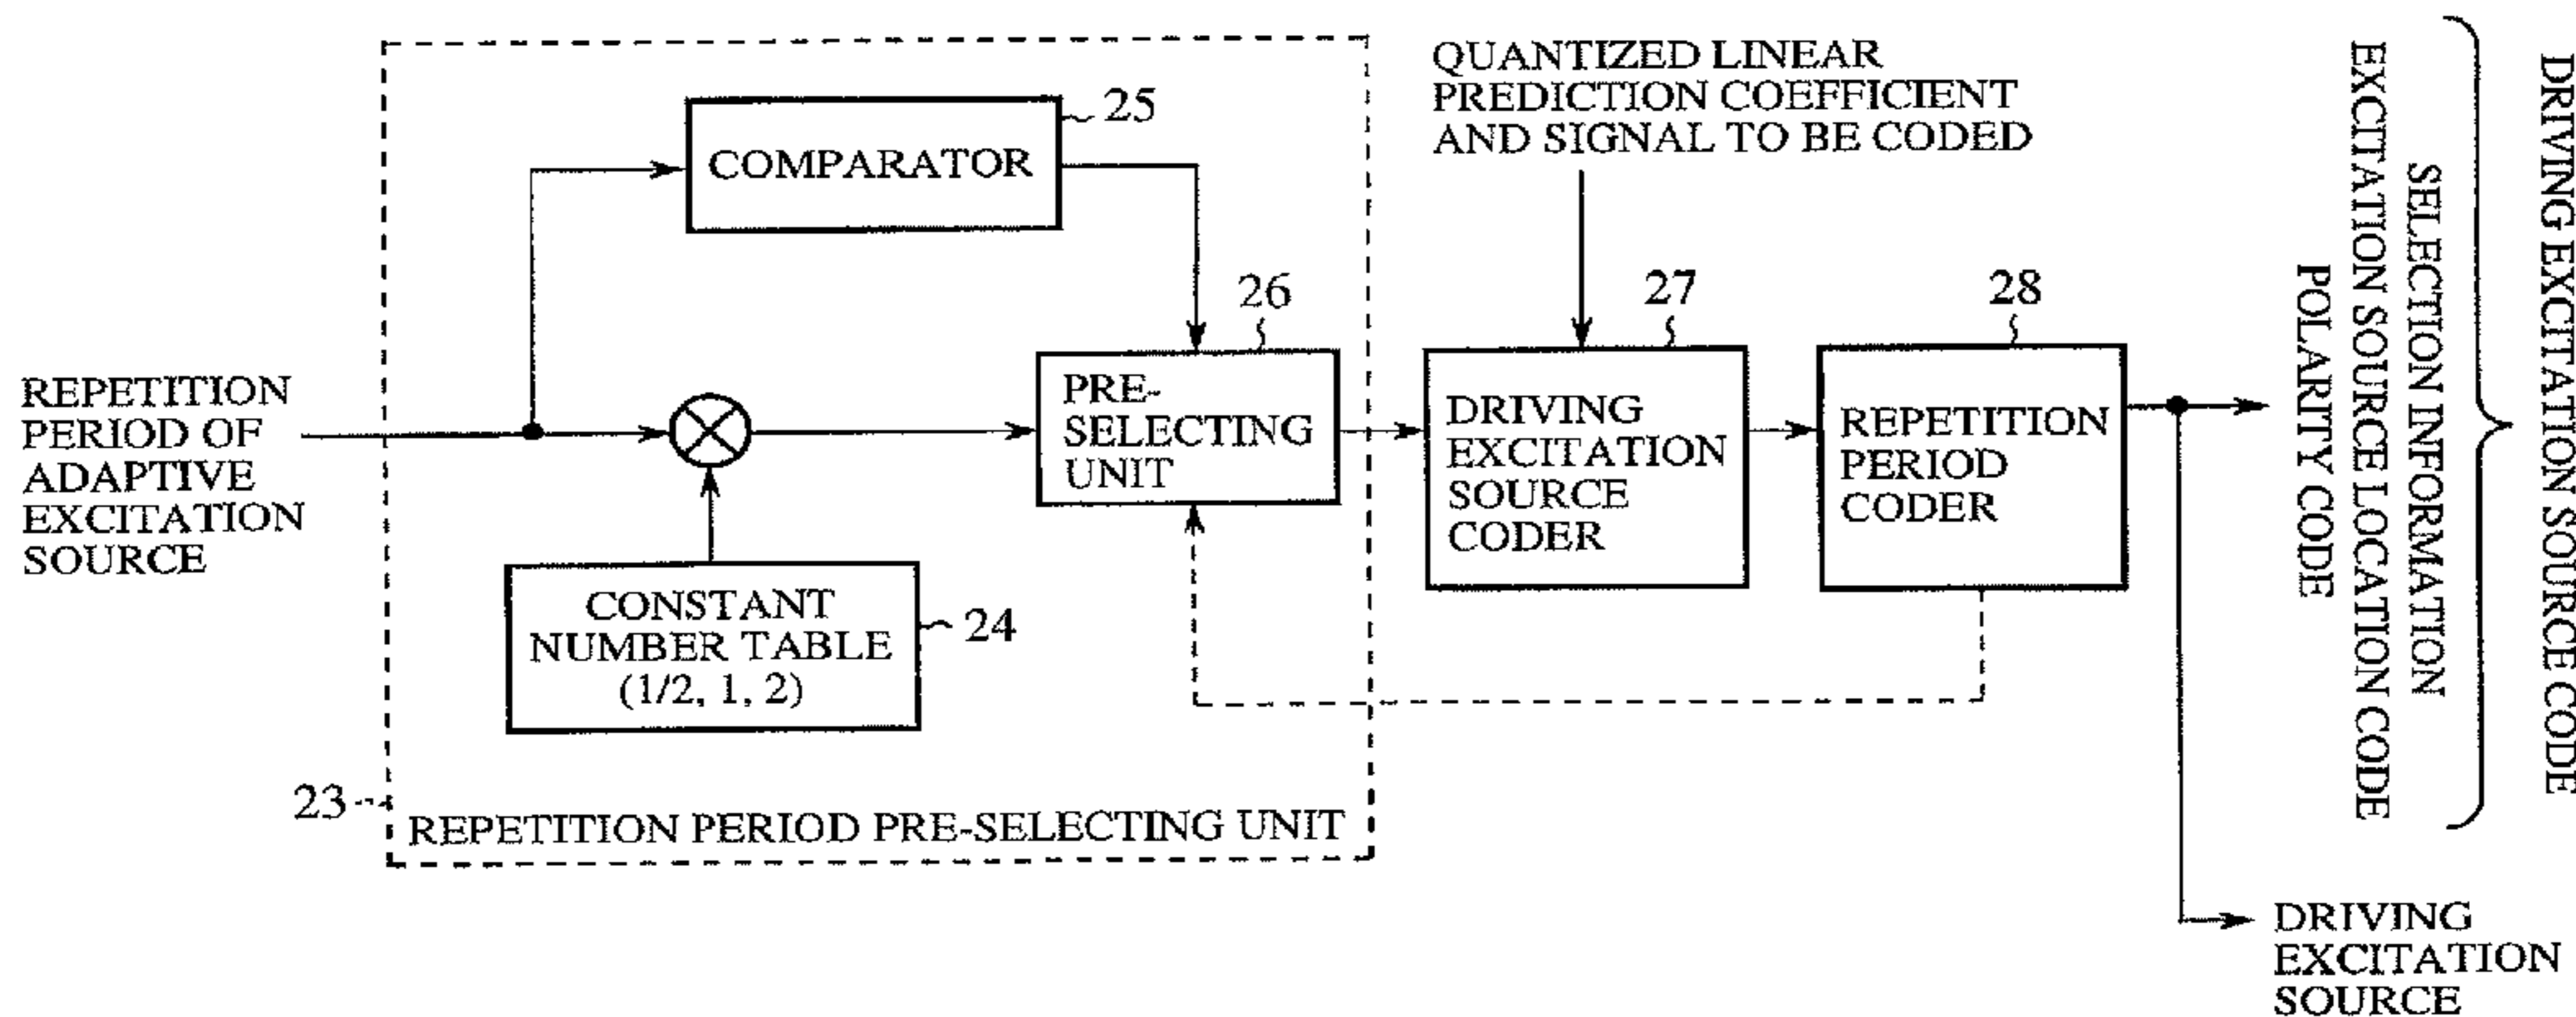 REPETITION
PERIOD OF
ADAPTIVE
EXCITATION
SOURCE
COMPARATOR
25
CONSTANT
NUMBER TABLE
(1/2, 1, 2)
24
26
PRE-
SELECTING
UNIT
23
REPETITION PERIOD PRE-SELECTING UNIT
QUANTIZED LINEAR
PREDICTION COEFFICIENT
AND SIGNAL TO BE CODED
27
DRIVING
EXCITATION
SOURCE
CODER
28
REPETITION
PERIOD
CODER
SELECTION INFORMATION
EXCITATION SOURCE LOCATION CODE
POLARITY CODE
DRIVING EXCITATION SOURCE CODE
DRIVING
EXCITATION
SOURCE